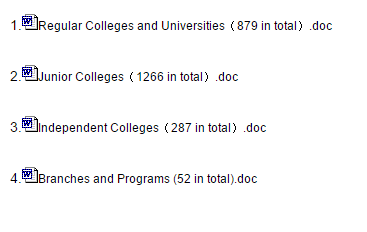 1.Regular Colleges and Universities（879 in total）.doc
2.Junior Colleges（1266 in total）.doc
3.Independent Colleges（287 in total）.doc
4.Branches and Programs (52 in total).doc